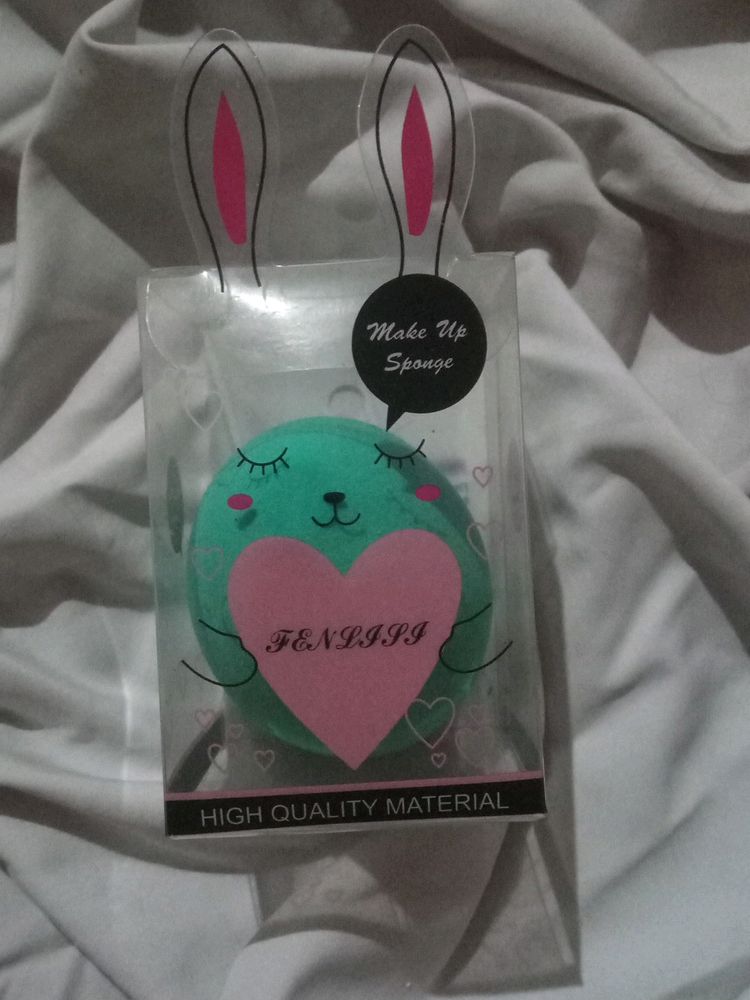 Make Up
Sponge
FENLISI
HIGH QUALITY MATERIAL